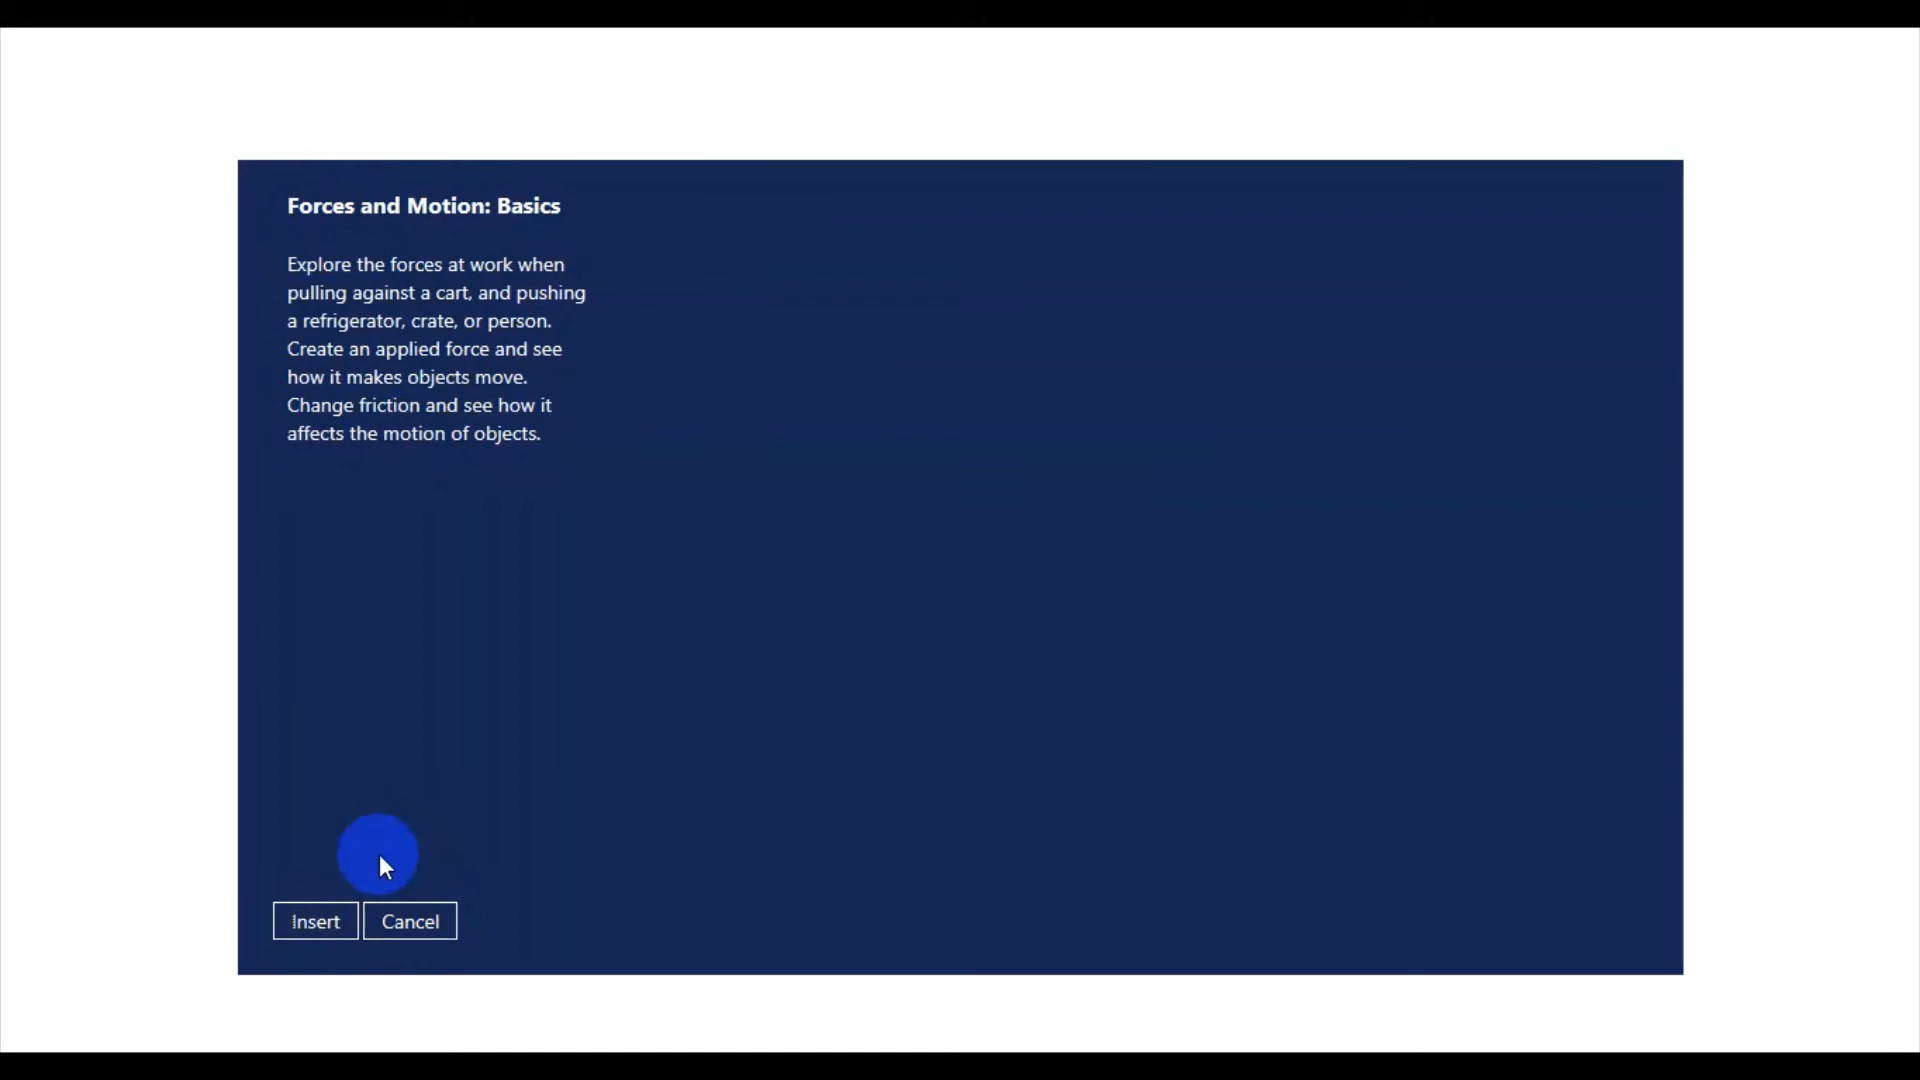 Forces and Motion: Basics
Explore the forces at work when
pulling against a cart, and pushing
a refrigerator, crate, or person.
Create an applied force and see
how it makes objects move.
Change friction and see how it
affects the motion of objects.
Insert Cancel